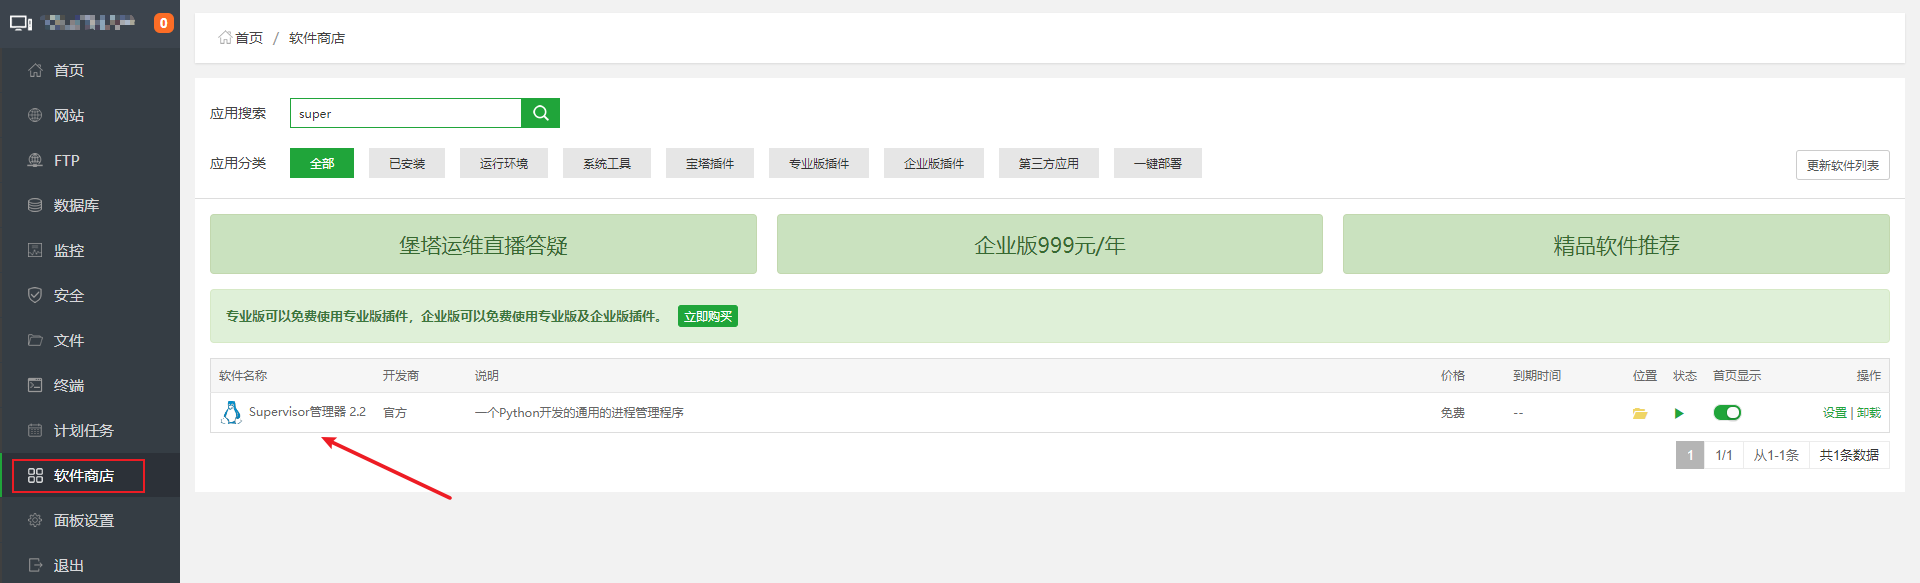 0
首页
网站
FTP
数据库
监控
安全
文件
终端
计划任务
软件商店
面板设置
退出
首页 / 软件商店
应用搜索 super
应用分类 全部 已安装 运行环境 系统工具 宝塔插件 专业版插件 企业版插件 第三方应用 一键部署 更新软件列表
堡塔运维直播答疑 企业版999元/年 精品软件推荐
专业版可以免费使用专业版插件，企业版可以免费使用专业版及企业版插件。 立即购买
软件名称 开发商 说明 价格 到期时间 位置 状态 首页显示 操作
Supervisor管理器 2.2 官方 一个Python开发的通用的进程管理程序 免费 -- 设置 | 卸载
1 1/1 从1-1条 共1条数据